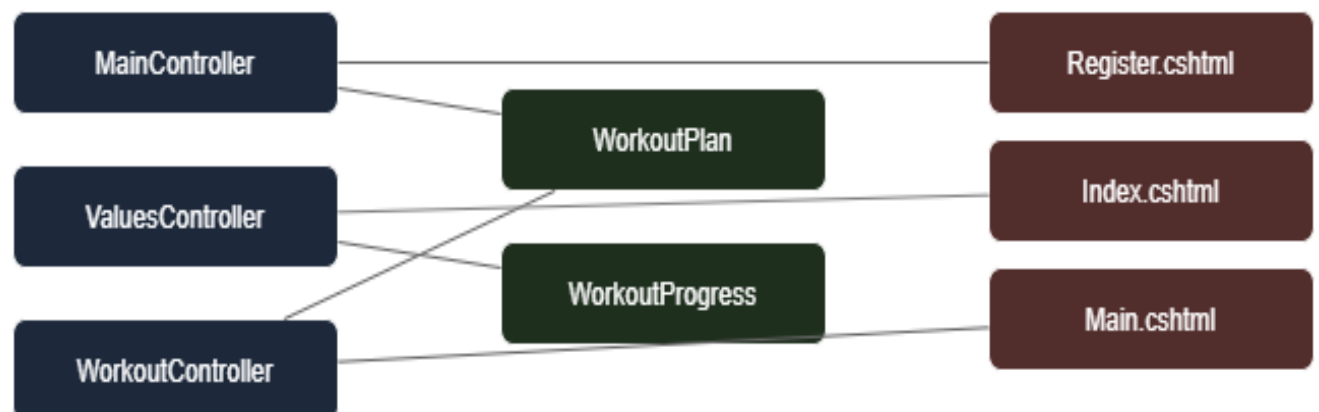 MainController
Register.cshtml
WorkoutPlan
Index.cshtml
ValuesController
WorkoutProgress
Main.cshtml
WorkoutController